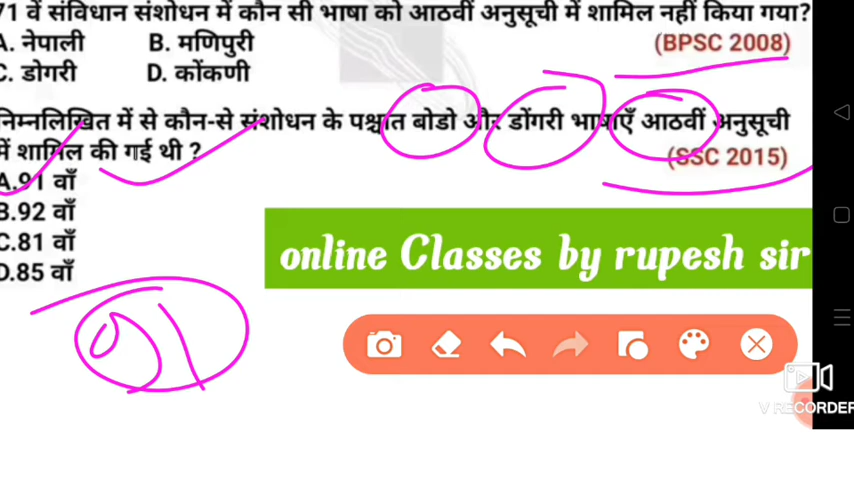 71 वें संविधान संशोधन में कौन सी भाषा को आठवीं अनुसूची में शामिल नहीं किया गया?
A. नेपाली B. मणिपुरी (BPSC 2008)
C. डोगरी D. कोंकणी
निम्नलिखित में से कौन-से संशोधन के पश्चात बोडो और डोंगरी भाषाएँ आठवीं अनुसूची
में शामिल की गई थी ? (SSC 2015)
A.91 वाँ
B.92 वाँ
C.81 वाँ
D.85 वाँ
online Classes by rupesh sir
91
V RECORDER